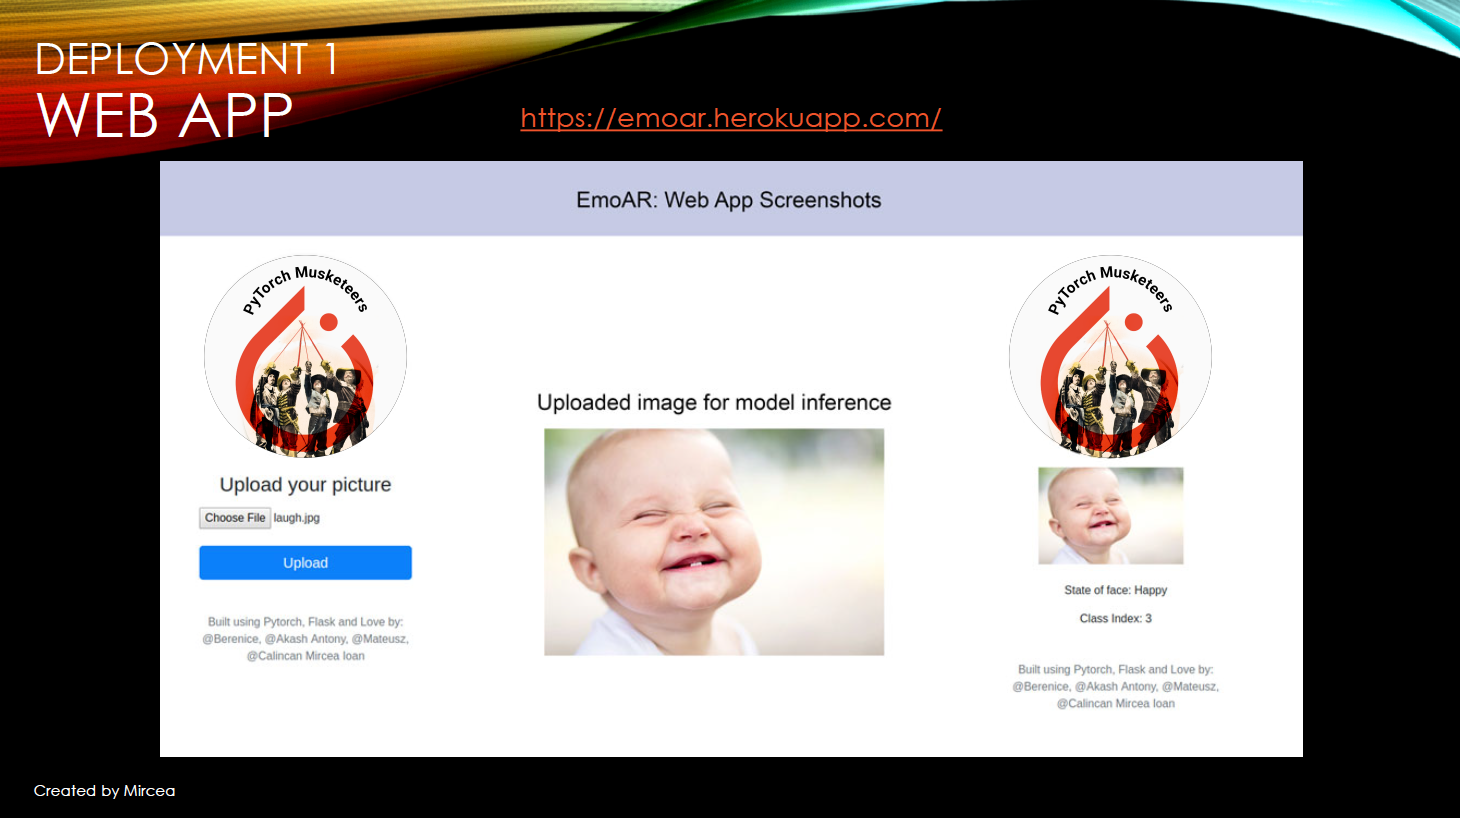 DEPLOYMENT 1
WEB APP
https://emoar.herokuapp.com/
EmoAR: Web App Screenshots
PyTorch Musketeers
Upload your picture
Choose File laugh.jpg
Upload
Built using Pytorch, Flask and Love by:
@Berenice, @Akash Antony, @Mateusz,
@Calincan Mircea Ioan
Uploaded image for model inference
PyTorch Musketeers
State of face: Happy
Class Index: 3
Built using Pytorch, Flask and Love by:
@Berenice, @Akash Antony, @Mateusz,
@Calincan Mircea Ioan
Created by Mircea